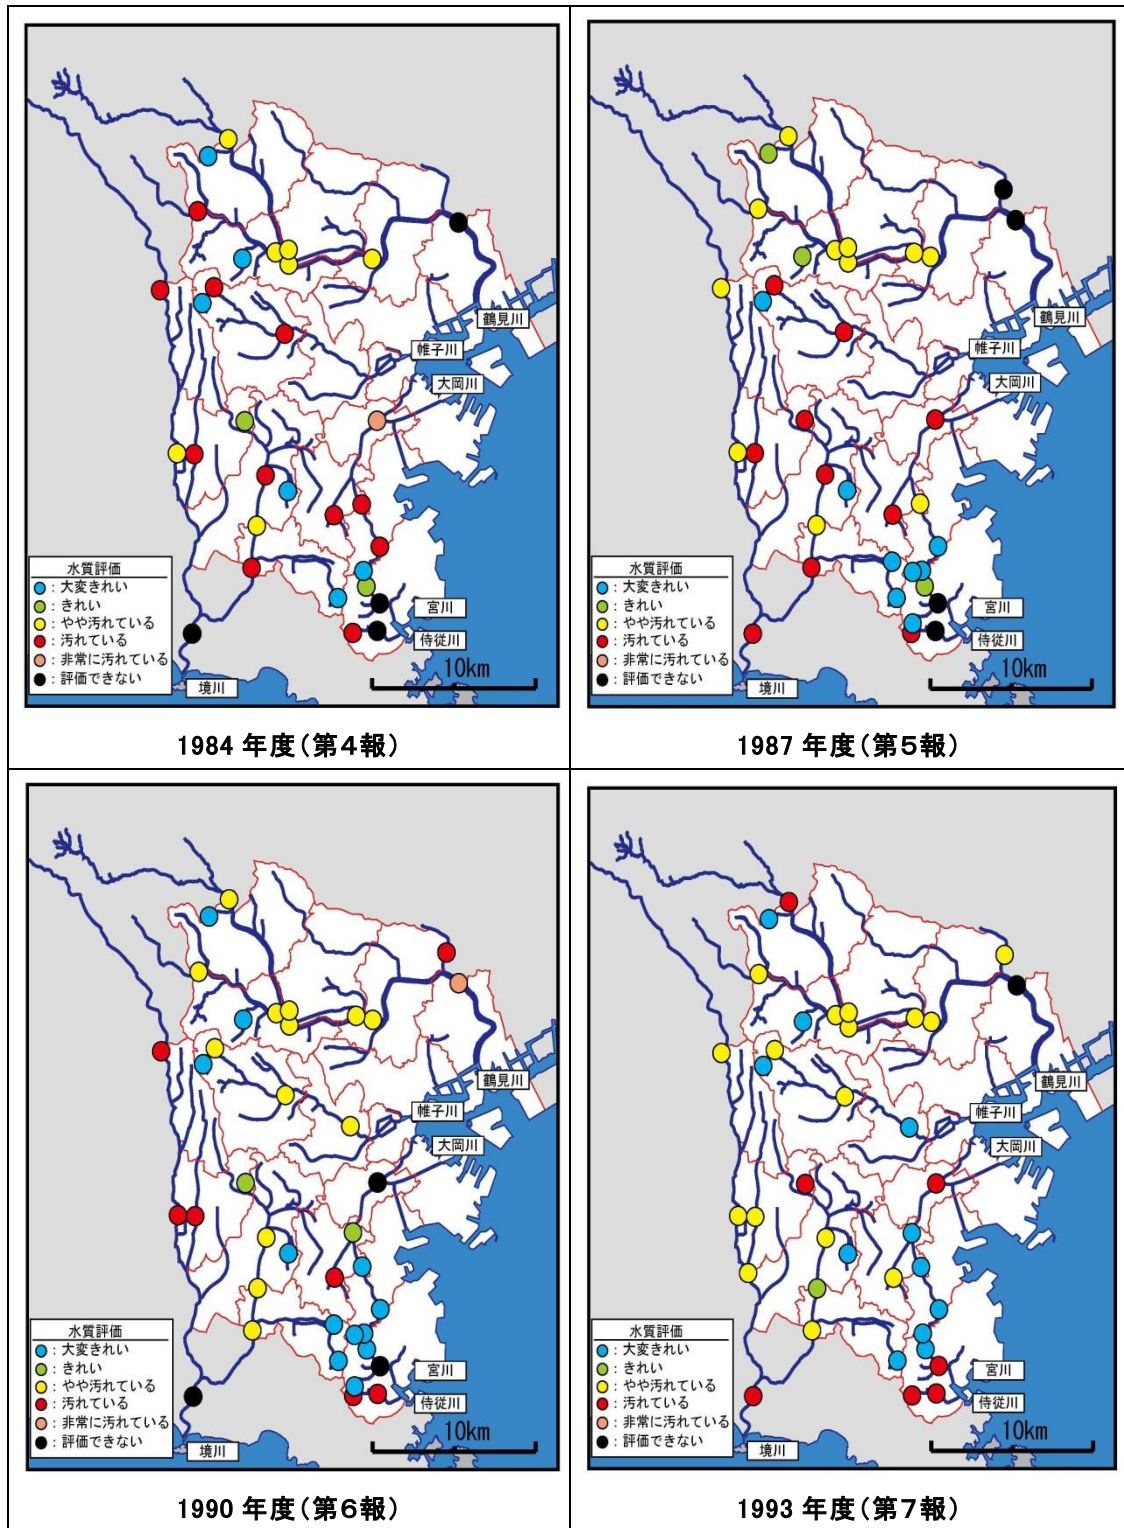 鶴見川
帷子川
大岡川
水質評価
：大変きれい
：きれい
：やや汚れている
：汚れている
：非常に汚れている
：評価できない
宮川
侍従川
10km
境川
1984 年度（第４報）
鶴見川
帷子川
大岡川
水質評価
：大変きれい
：きれい
：やや汚れている
：汚れている
：非常に汚れている
：評価できない
宮川
侍従川
10km
境川
1987 年度（第５報）
鶴見川
帷子川
大岡川
水質評価
：大変きれい
：きれい
：やや汚れている
：汚れている
：非常に汚れている
：評価できない
宮川
侍従川
10km
境川
1990 年度（第６報）
鶴見川
帷子川
大岡川
水質評価
：大変きれい
：きれい
：やや汚れている
：汚れている
：非常に汚れている
：評価できない
宮川
侍従川
10km
境川
1993 年度（第７報）